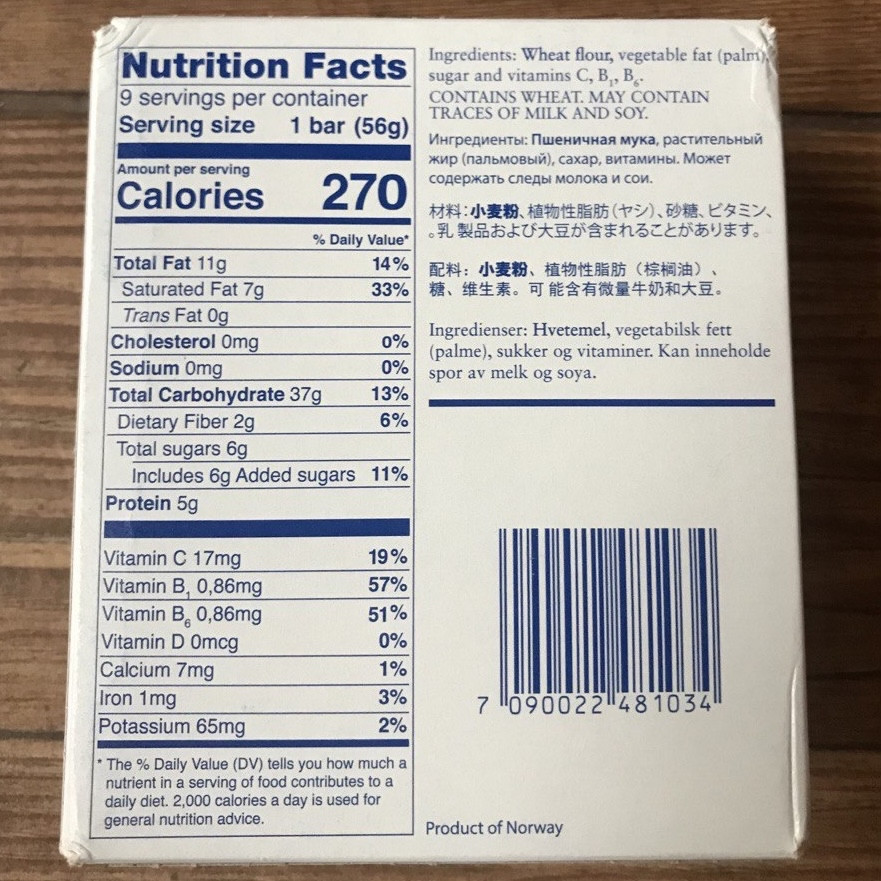 Nutrition Facts
9 servings per container
Serving size 1 bar (56g)
Amount per serving
Calories 270
% Daily Value*
Total Fat 11g 14%
Saturated Fat 7g 33%
Trans Fat 0g
Cholesterol 0mg 0%
Sodium 0mg 0%
Total Carbohydrate 37g 13%
Dietary Fiber 2g 6%
Total sugars 6g
Includes 6g Added sugars 11%
Protein 5g
Vitamin C 17mg 19%
Vitamin B₁ 0,86mg 57%
Vitamin B₆ 0,86mg 51%
Vitamin D 0mcg 0%
Calcium 7mg 1%
Iron 1mg 3%
Potassium 65mg 2%
* The % Daily Value (DV) tells you how much a
nutrient in a serving of food contributes to a
daily diet. 2,000 calories a day is used for
general nutrition advice.
Ingredients: Wheat flour, vegetable fat (palm),
sugar and vitamins C, B₁, B₆.
CONTAINS WHEAT. MAY CONTAIN
TRACES OF MILK AND SOY.
Ингредиенты: Пшеничная мука, растительный
жир (пальмовый), сахар, витамины. Может
содержать следы молока и сои.
材料：小麦粉、植物性脂肪（ヤシ）、砂糖、ビタミン、
。乳 製品および大豆が含まれることがあります。
配料：小麦粉、植物性脂肪（棕榈油）、
糖、维生素。可 能含有微量牛奶和大豆。
Ingredienser: Hvetemel, vegetabilsk fett
(palme), sukker og vitaminer. Kan inneholde
spor av melk og soya.
7 090022 481034
Product of Norway